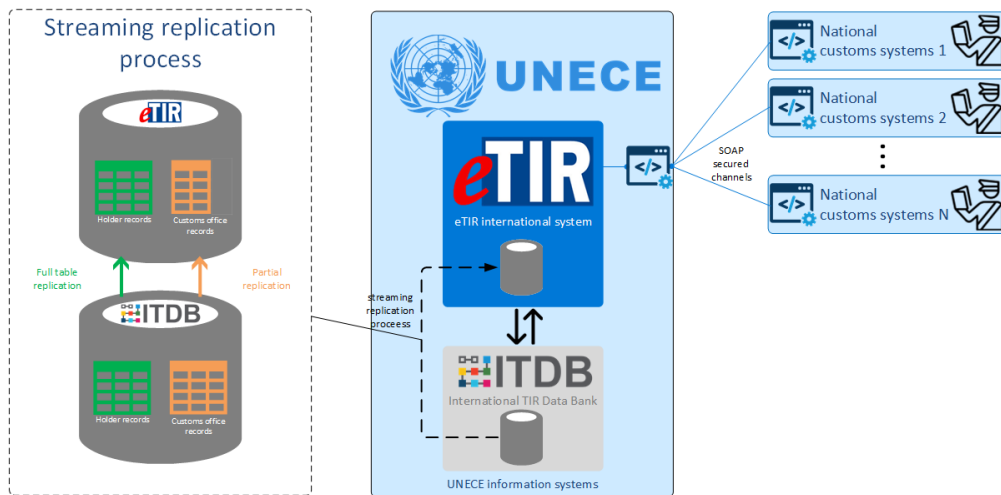 Streaming replication
process
eTIR
Holder records
Customs office
records
Full table
replication
Partial
replication
ITDB
Holder records
Customs office
records
UNECE
eTIR
eTIR international system
streaming
replication
proceess
ITDB
International TIR Data Bank
UNECE information systems
</>
SOAP
secured
channels
</>
National
customs systems 1
</>
National
customs systems 2
</>
National
customs systems N